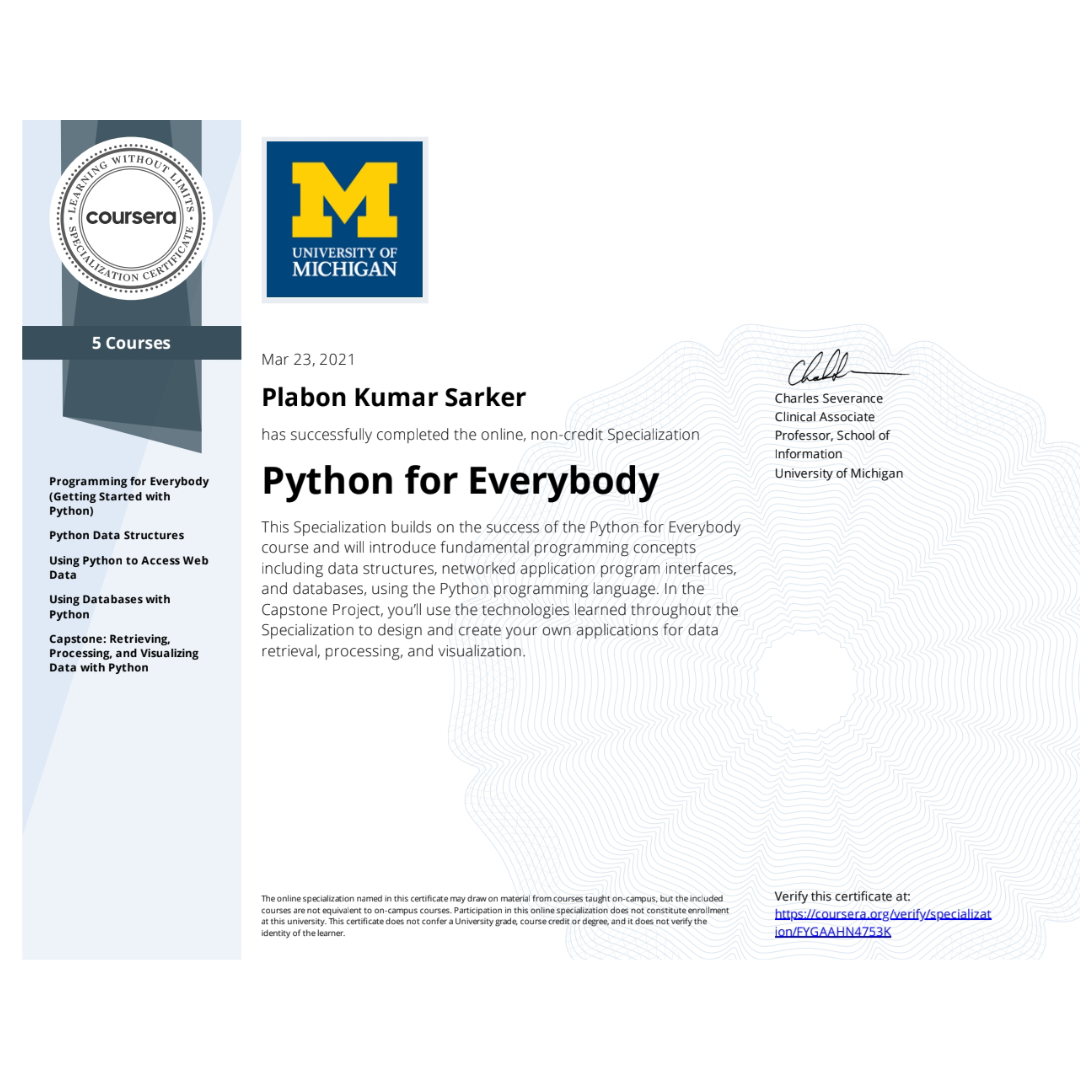 LEARNING WITHOUT LIMITS
coursera
SPECIALIZATION CERTIFICATE
5 Courses
Programming for Everybody
(Getting Started with
Python)
Python Data Structures
Using Python to Access Web
Data
Using Databases with
Python
Capstone: Retrieving,
Processing, and Visualizing
Data with Python
M
UNIVERSITY OF
MICHIGAN
Mar 23, 2021
Plabon Kumar Sarker
has successfully completed the online, non-credit Specialization
Python for Everybody
This Specialization builds on the success of the Python for Everybody
course and will introduce fundamental programming concepts
including data structures, networked application program interfaces,
and databases, using the Python programming language. In the
Capstone Project, you’ll use the technologies learned throughout the
Specialization to design and create your own applications for data
retrieval, processing, and visualization.
Charles Severance
Clinical Associate
Professor, School of
Information
University of Michigan
The online specialization named in this certificate may draw on material from courses taught on-campus, but the included
courses are not equivalent to on-campus courses. Participation in this online specialization does not constitute enrollment
at this university. This certificate does not confer a University grade, course credit or degree, and it does not verify the
identity of the learner.
Verify this certificate at:
https://coursera.org/verify/specializat
ion/FYGAAHN4753K